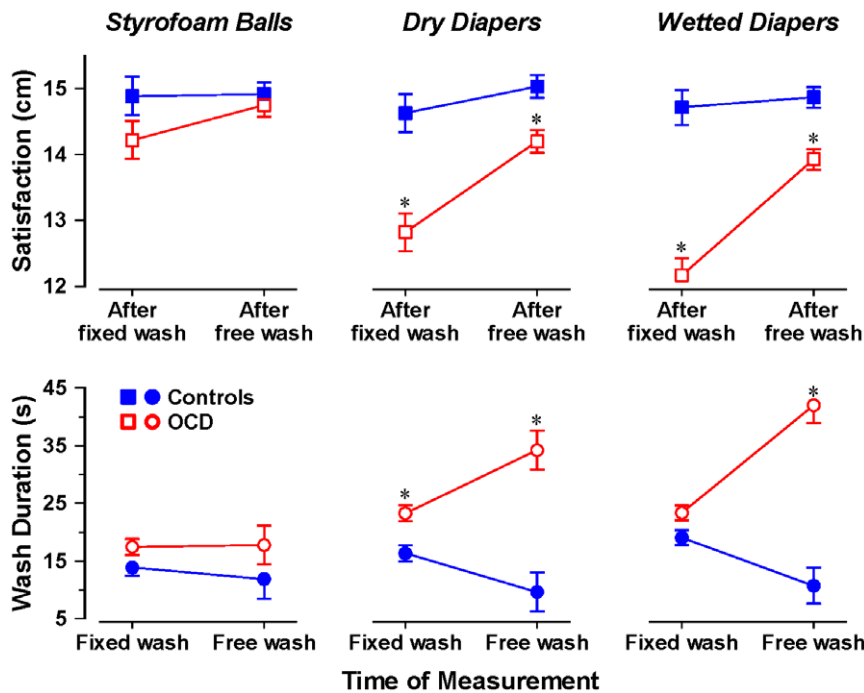 Styrofoam Balls Dry Diapers Wetted Diapers
Satisfaction (cm)
15
14
13
12
After fixed wash After free wash After fixed wash After free wash After fixed wash After free wash
* * * *
Wash Duration (s)
45
35
25
15
5
Controls
OCD
* * *
Fixed wash Free wash Fixed wash Free wash Fixed wash Free wash
Time of Measurement